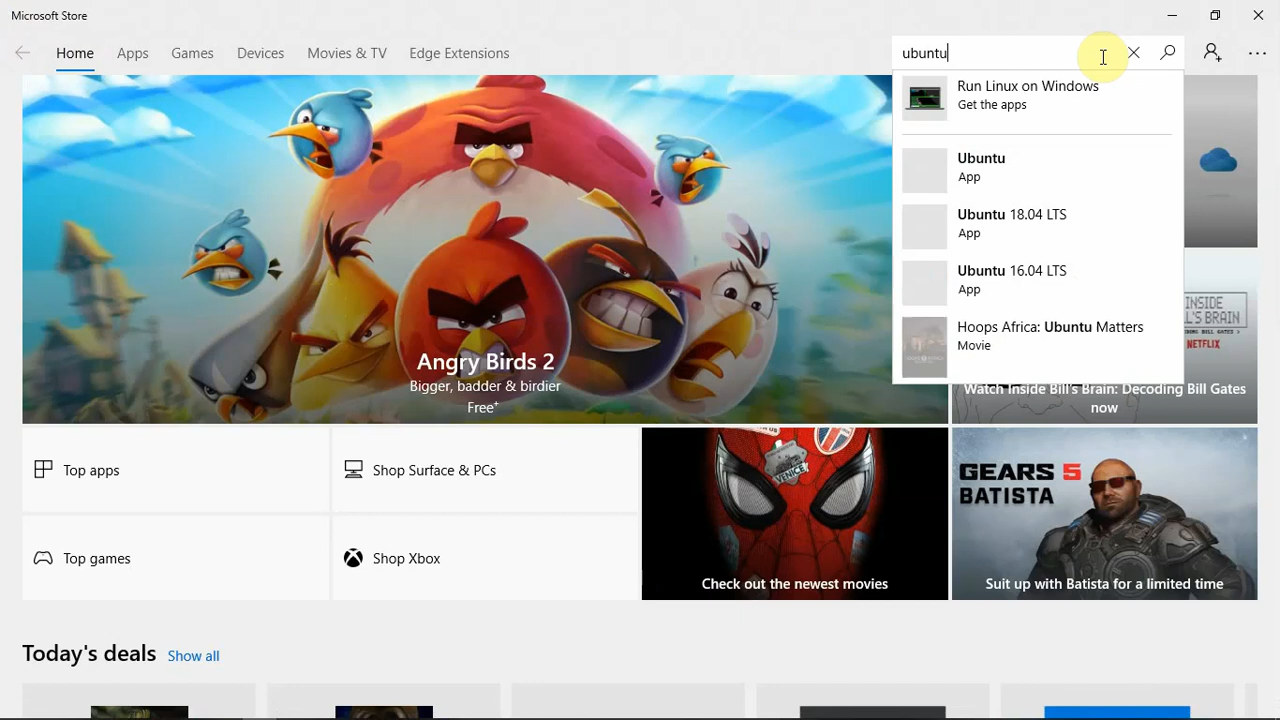 Microsoft Store
Home
Apps
Games
Devices
Movies & TV
Edge Extensions
ubuntu
Run Linux on Windows
Get the apps
Ubuntu
App
Ubuntu 18.04 LTS
App
Ubuntu 16.04 LTS
App
Hoops Africa: Ubuntu Matters
Movie
Angry Birds 2
Bigger, badder & birdier
Free+
INSIDE
NETFLIX
Watch Inside Bill's Brain: Decoding Bill Gates
now
Top apps
Shop Surface & PCs
Top games
Shop Xbox
VENICE
Check out the newest movies
GEARS 5
BATISTA
Suit up with Batista for a limited time
Today's deals
Show all